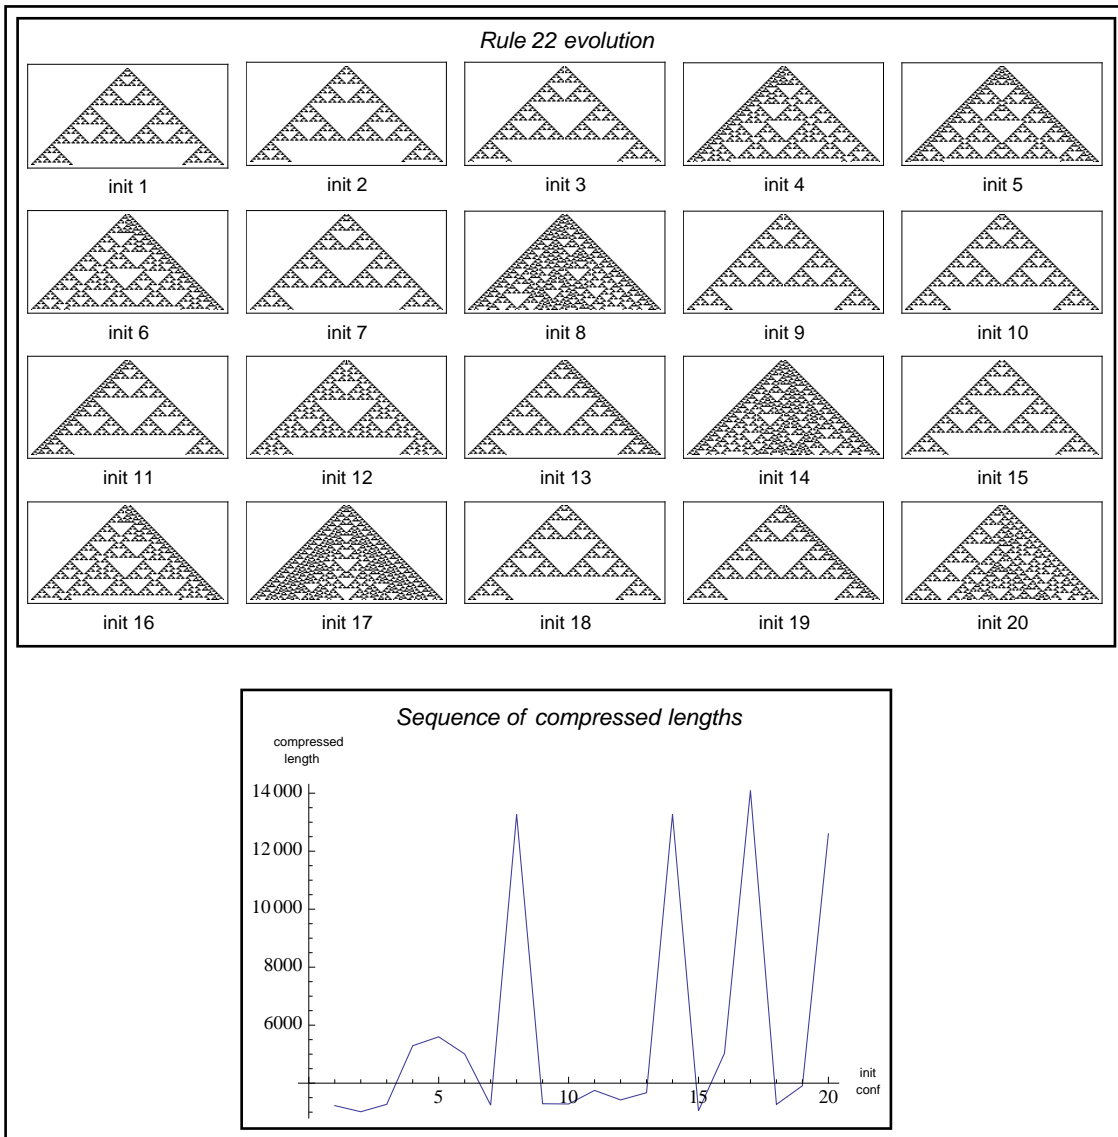 Rule 22 evolution
init 1 init 2 init 3 init 4 init 5
init 6 init 7 init 8 init 9 init 10
init 11 init 12 init 13 init 14 init 15
init 16 init 17 init 18 init 19 init 20
Sequence of compressed lengths
compressed
length
14 000
12 000
10 000
8000
6000
init
conf
5 10 15 20